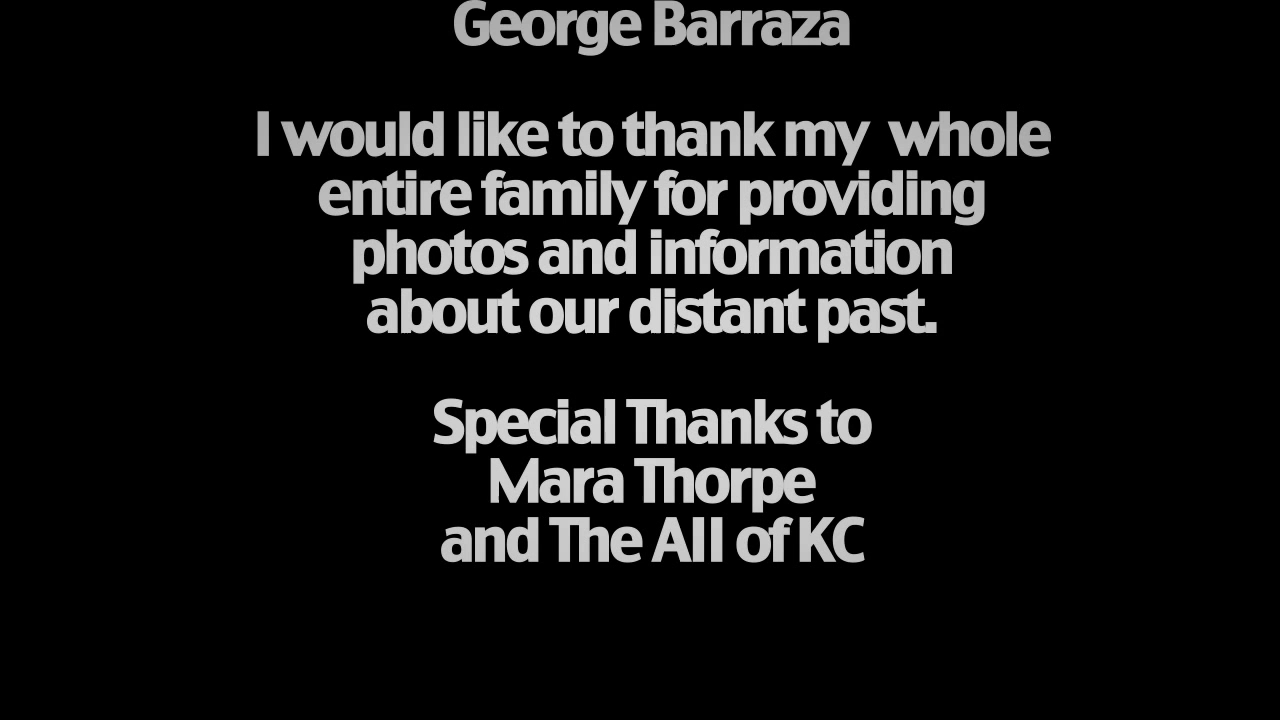 George Barraza
I would like to thank my whole
entire family for providing
photos and information
about our distant past.
Special Thanks to
Mara Thorpe
and The AII of KC